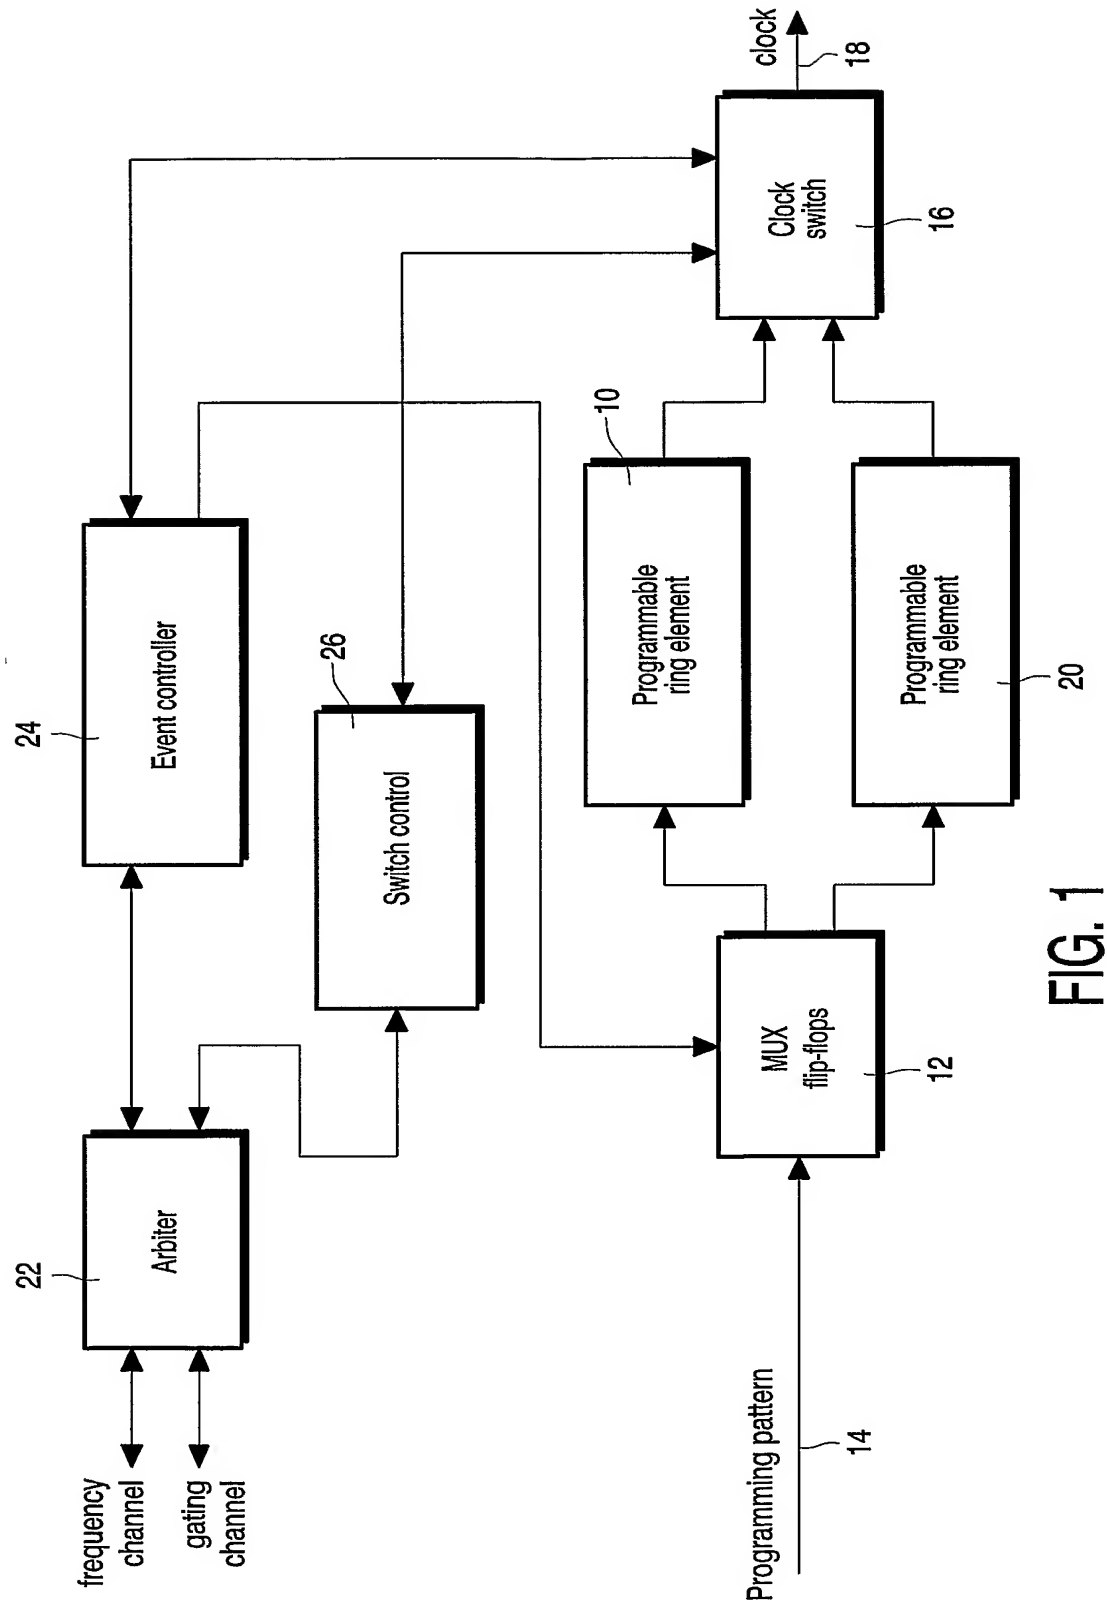 frequency
channel
gating
channel
22
Arbiter
24
Event controller
26
Switch control
Programming pattern
14
MUX
flip-flops
12
10
Programmable
ring element
Programmable
ring element
20
Clock
switch
16
clock
18
FIG. 1